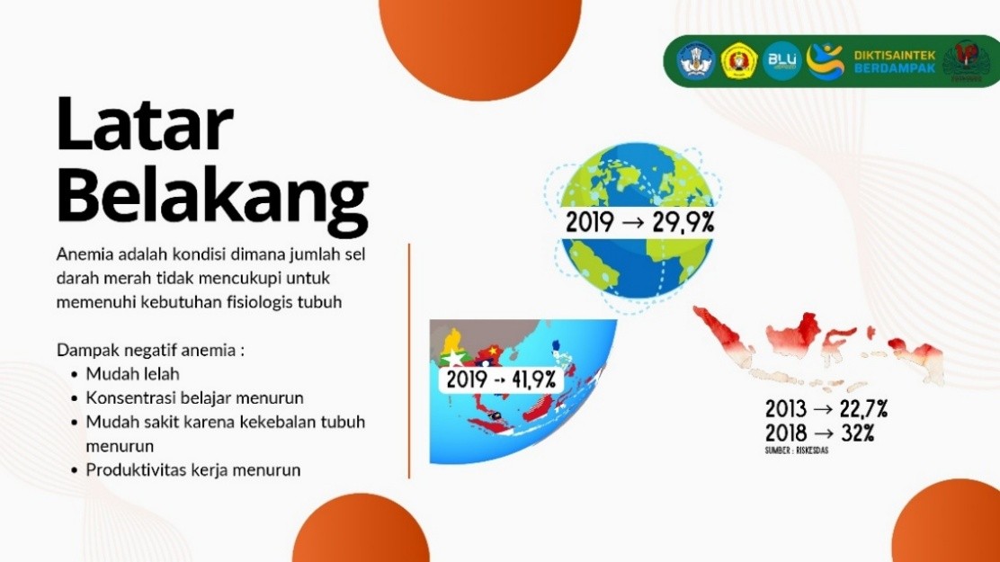 BLU
DIKTISAINTEK
BERDAMPAK
Latar
Belakang
Anemia adalah kondisi dimana jumlah sel
darah merah tidak mencukupi untuk
memenuhi kebutuhan fisiologis tubuh
Dampak negatif anemia :
• Mudah lelah
• Konsentrasi belajar menurun
• Mudah sakit karena kekebalan tubuh
menurun
• Produktivitas kerja menurun
2019 → 29,9%
2019 → 41,9%
2013 → 22,7%
2018 → 32%
SUMBER : RISKESDAS